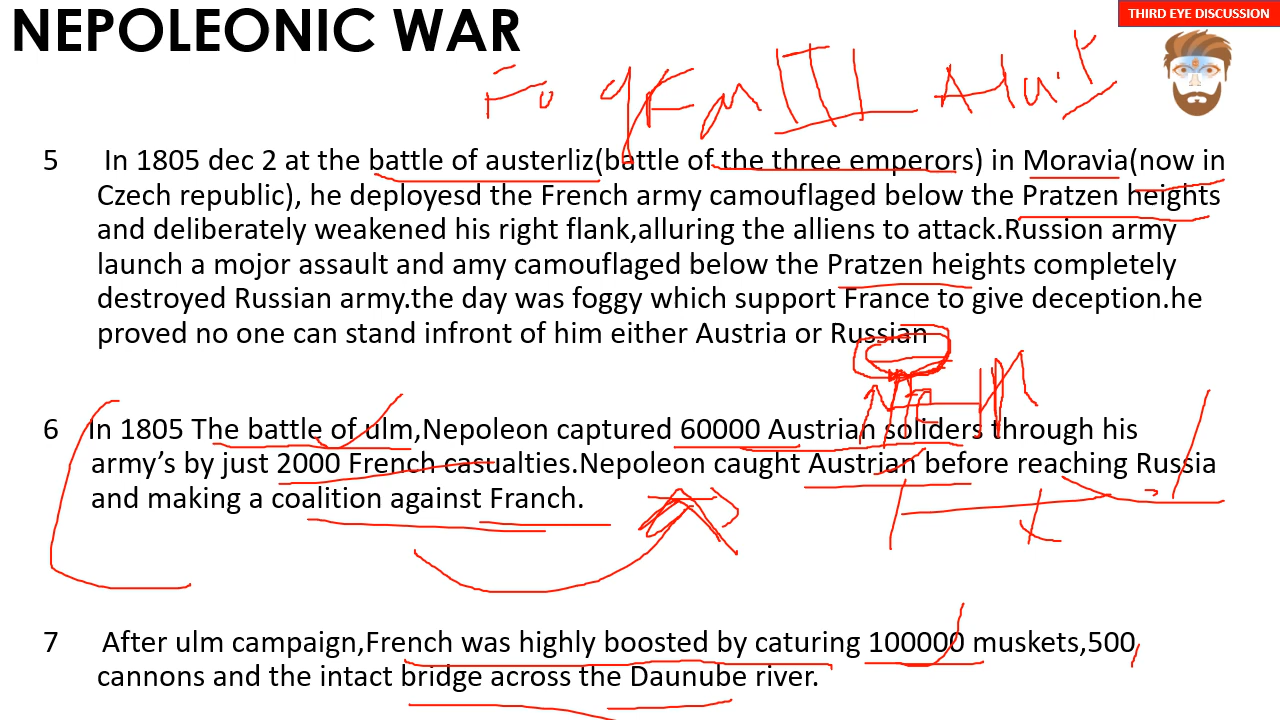 NEPOLEONIC WAR
THIRD EYE DISCUSSION
5 In 1805 dec 2 at the battle of austerliz(battle of the three emperors) in Moravia(now in
Czech republic), he deployesd the French army camouflaged below the Pratzen heights
and deliberately weakened his right flank,alluring the alliens to attack.Russion army
launch a mojor assault and amy camouflaged below the Pratzen heights completely
destroyed Russian army.the day was foggy which support France to give deception.he
proved no one can stand infront of him either Austria or Russian
6 In 1805 The battle of ulm,Nepoleon captured 60000 Austrian soliders through his
army’s by just 2000 French casualties.Nepoleon caught Austrian before reaching Russia
and making a coalition against Franch.
7 After ulm campaign,French was highly boosted by caturing 100000 muskets,500
cannons and the intact bridge across the Daunube river.